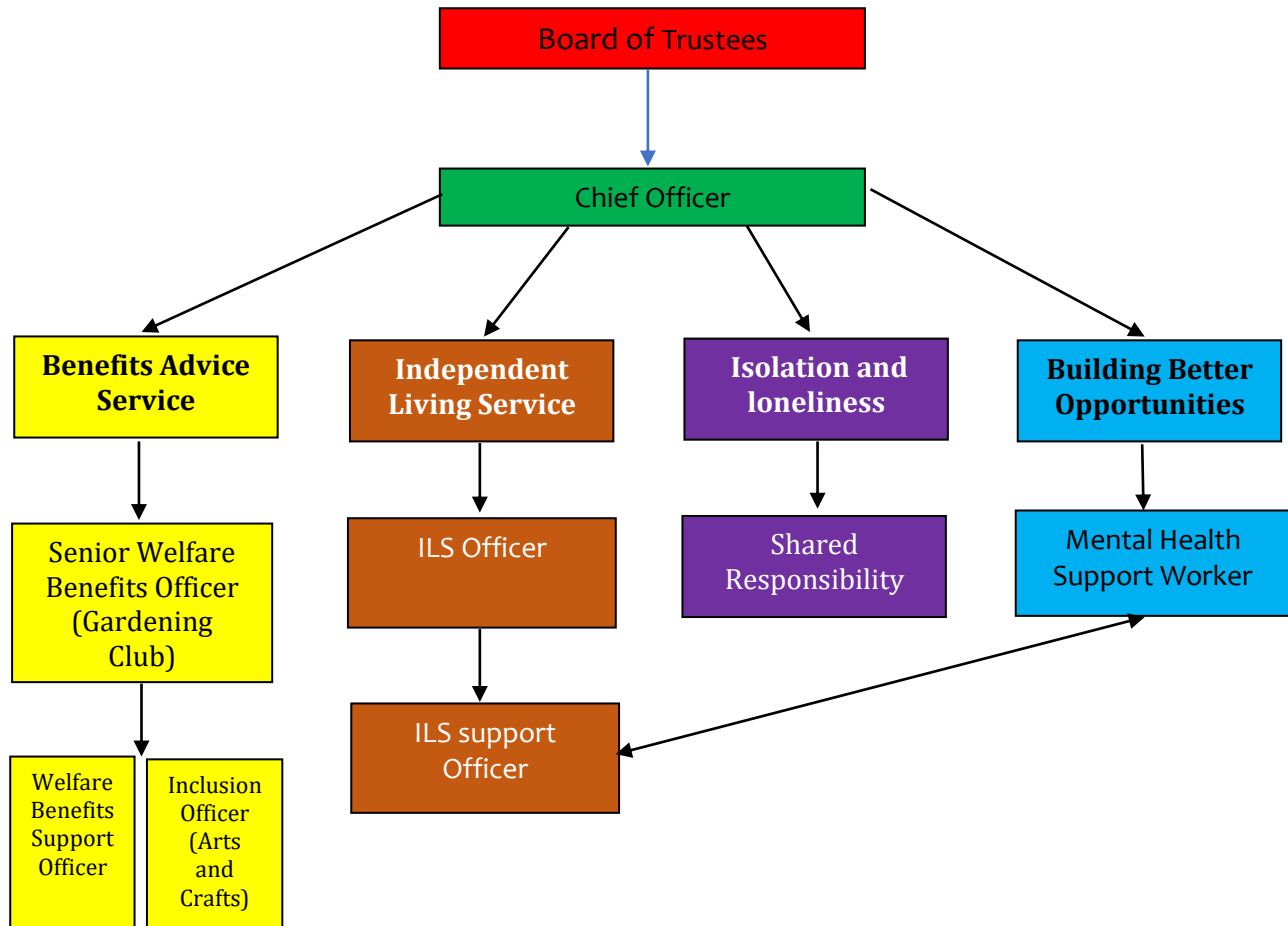 Board of Trustees
Chief Officer
Benefits Advice
Service
Independent
Living Service
Isolation and
loneliness
Building Better
Opportunities
Senior Welfare
Benefits Officer
(Gardening
Club)
ILS Officer
Shared
Responsibility
Mental Health
Support Worker
ILS support
Officer
Welfare
Benefits
Support
Officer
Inclusion
Officer
(Arts
and
Crafts)